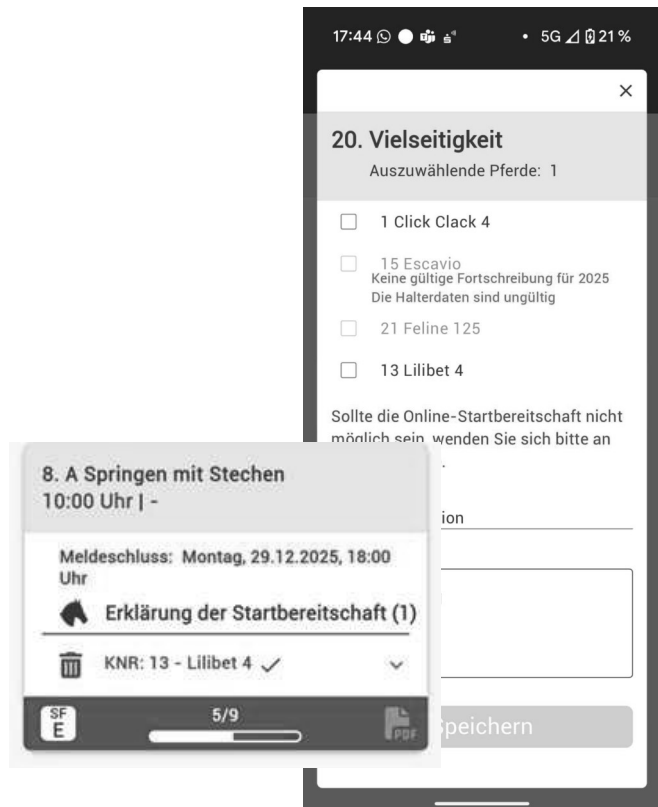 17:44 • 5G 21 %
20. Vielseitigkeit
Auszuwählende Pferde: 1
1 Click Clack 4
15 Escavio
Keine gültige Fortschreibung für 2025
Die Halterdaten sind ungültig
21 Feline 125
13 Lilibet 4
Sollte die Online-Startbereitschaft nicht
möglich sein, wenden Sie sich bitte an
8. A Springen mit Stechen
10:00 Uhr | -
Meldeschluss: Montag, 29.12.2025, 18:00
Uhr
Erklärung der Startbereitschaft (1)
KNR: 13 - Lilibet 4
SF
E
5/9
PDF